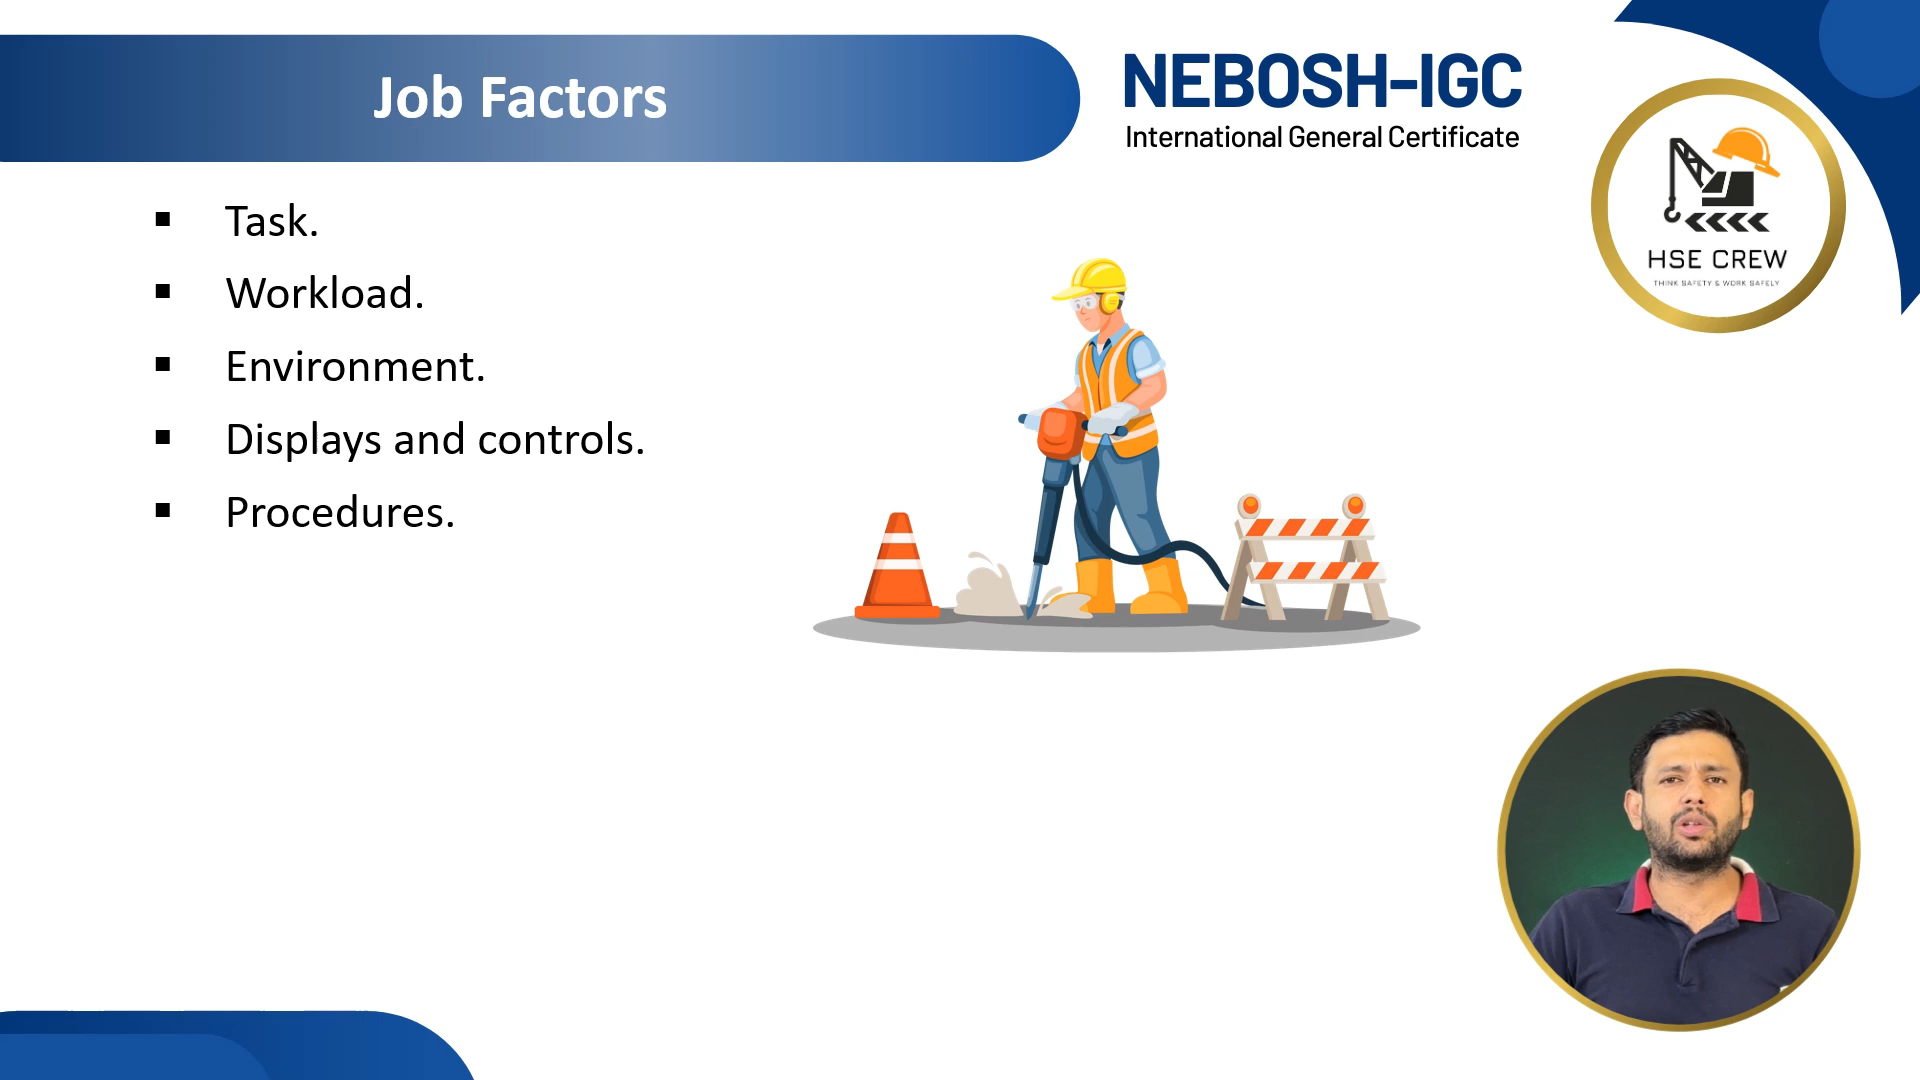 Job Factors
NEBOSH-IGC
International General Certificate
HSE CREW
THINK SAFETY & WORK SAFELY
▪ Task.
▪ Workload.
▪ Environment.
▪ Displays and controls.
▪ Procedures.